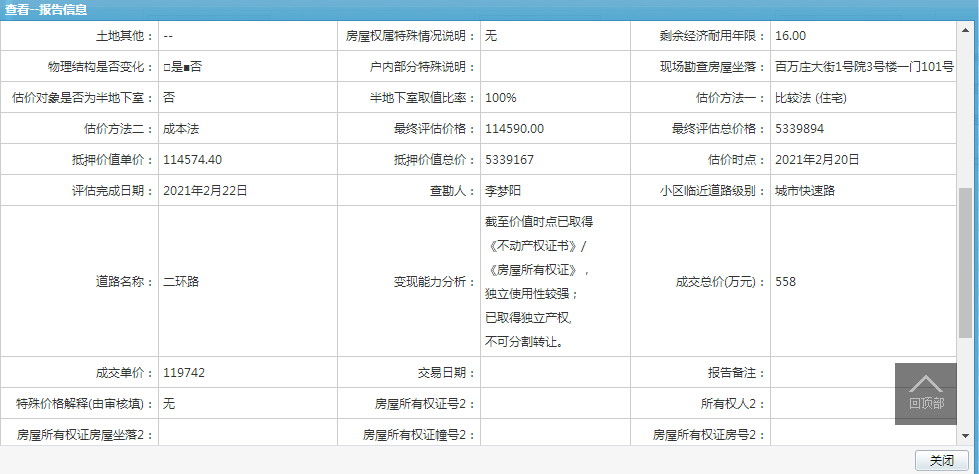 查看--报告信息
土地其他： -- 房屋权属特殊情况说明： 无 剩余经济耐用年限： 16.00
物理结构是否变化： □是■否 户内部分特殊说明： 现场勘查房屋坐落： 百万庄大街1号院3号楼一门101号
估价对象是否为半地下室： 否 半地下室取值比率： 100% 估价方法一： 比较法 (住宅)
估价方法二： 成本法 最终评估价格： 114590.00 最终评估总价格： 5339894
抵押价值单价： 114574.40 抵押价值总价： 5339167 估价时点： 2021年2月20日
评估完成日期： 2021年2月22日 查勘人： 李梦阳 小区临近道路级别： 城市快速路
道路名称： 二环路 变现能力分析： 截至价值时点已取得
《不动产权证书》/
《房屋所有权证》，
独立使用性较强；
已取得独立产权,
不可分割转让。
成交总价(万元)： 558
成交单价： 119742 交易日期： 报告备注：
特殊价格解释(由审核填)： 无 房屋所有权证号2： 所有权人2：
房屋所有权证房屋坐落2： 房屋所有权证幢号2： 房屋所有权证房号2：
回顶部
关闭